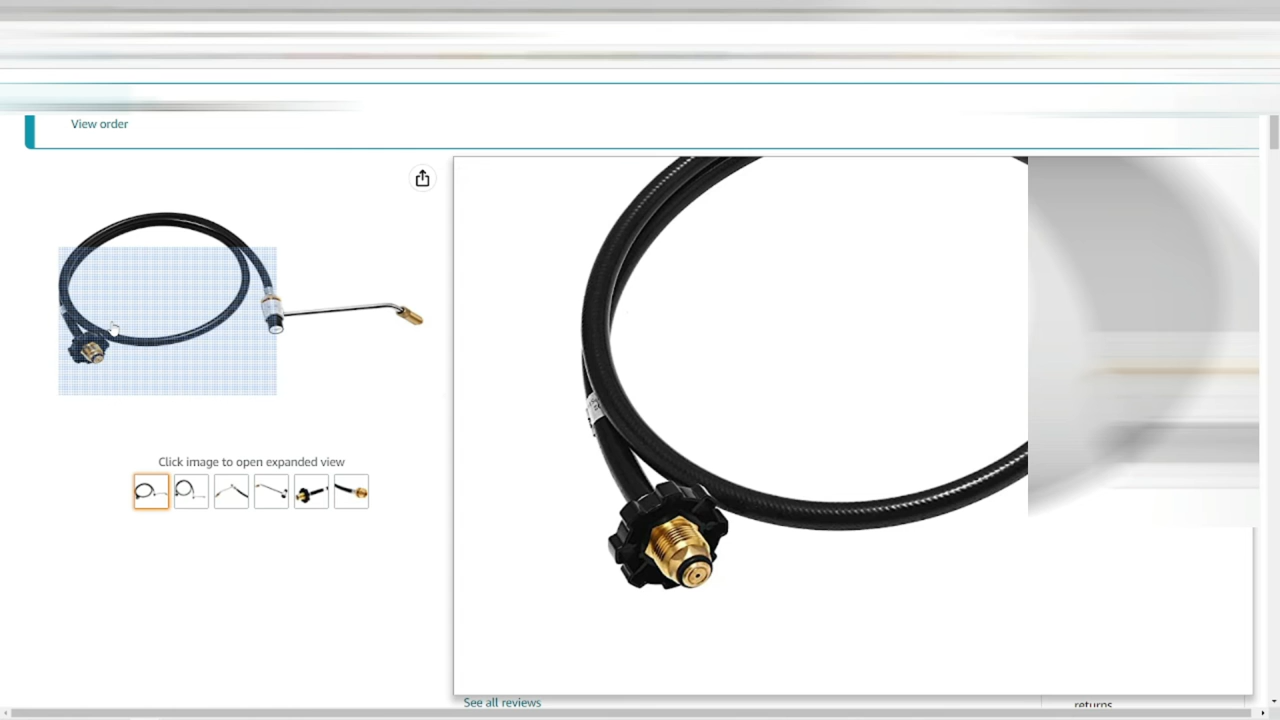 View order
Click image to open expanded view
See all reviews
returns